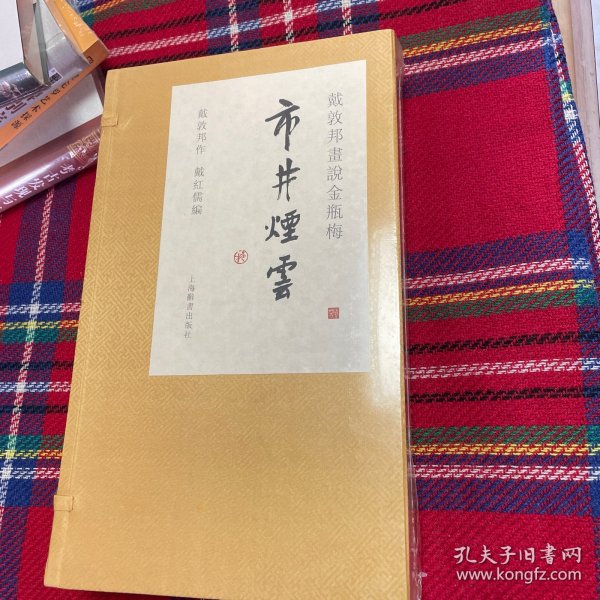 戴敦邦畫說金瓶梅
市井煙雲
戴敦邦作 戴紅儒編
上海辭書出版社
孔夫子旧书网
www.kongfz.com